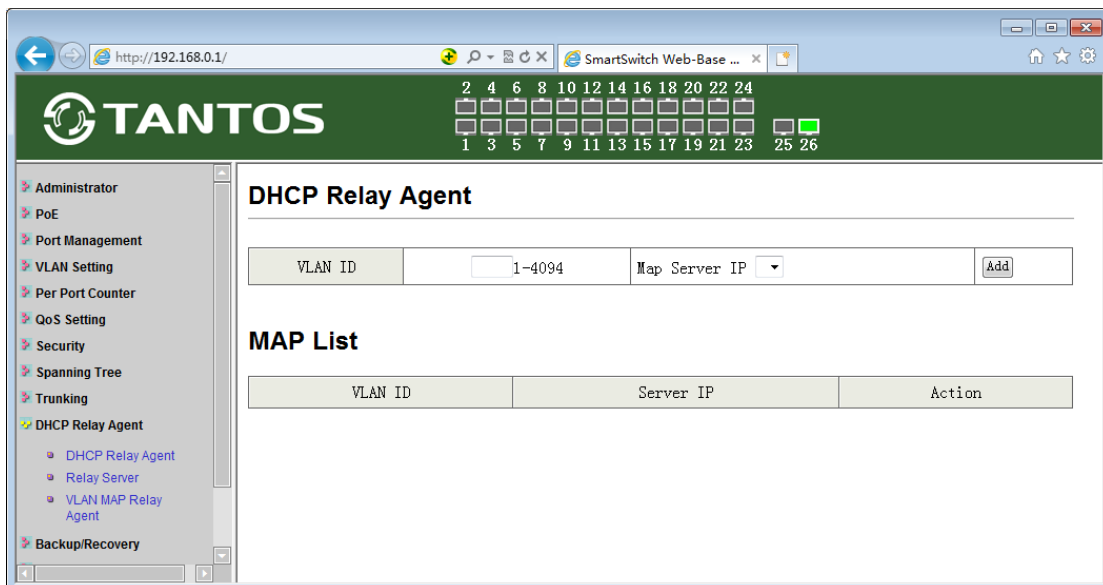 http://192.168.0.1/
SmartSwitch Web-Base ...
TANTOS
2 4 6 8 10 12 14 16 18 20 22 24
1 3 5 7 9 11 13 15 17 19 21 23 25 26
Administrator
PoE
Port Management
VLAN Setting
Per Port Counter
QoS Setting
Security
Spanning Tree
Trunking
DHCP Relay Agent
DHCP Relay Agent
Relay Server
VLAN MAP Relay
Agent
Backup/Recovery
DHCP Relay Agent
VLAN ID 1-4094 Map Server IP Add
MAP List
VLAN ID Server IP Action